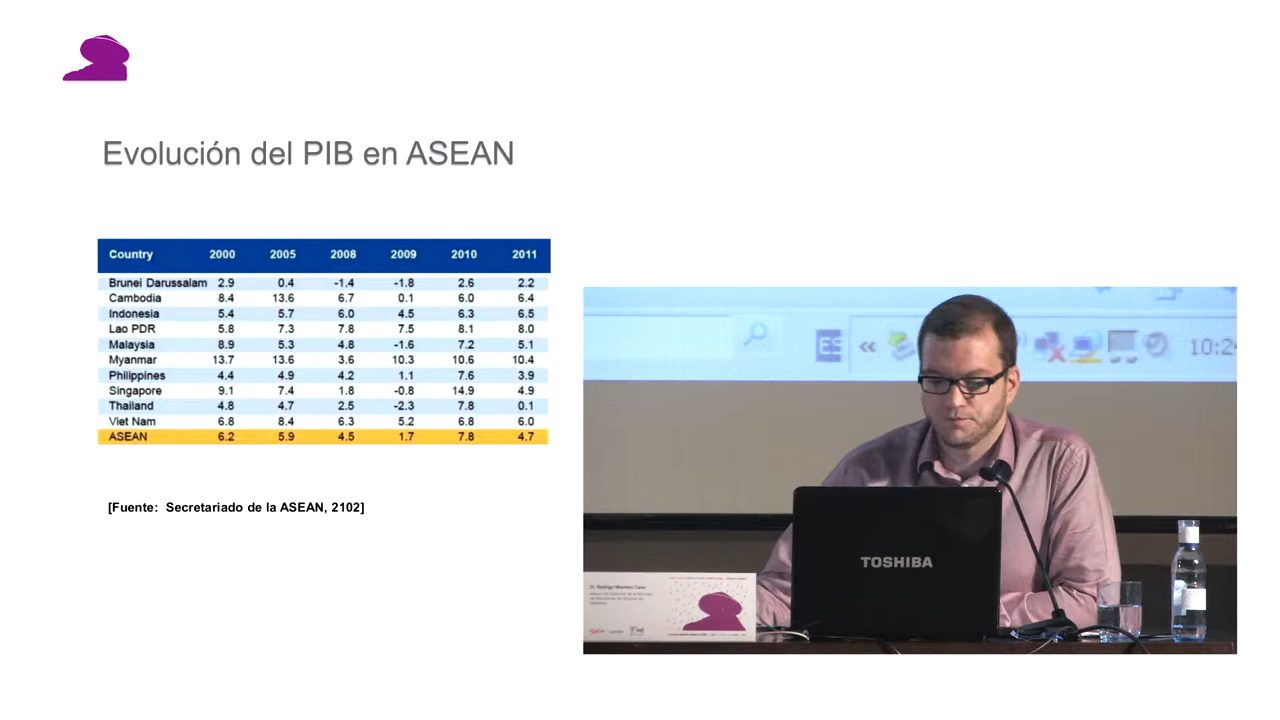 Evolución del PIB en ASEAN
Country 2000 2005 2008 2009 2010 2011
Brunei Darussalam 2.9 0.4 -1.4 -1.8 2.6 2.2
Cambodia 8.4 13.6 6.7 0.1 6.0 6.4
Indonesia 5.4 5.7 6.0 4.5 6.3 6.5
Lao PDR 5.8 7.3 7.8 7.5 8.1 8.0
Malaysia 8.9 5.3 4.8 -1.6 7.2 5.1
Myanmar 13.7 13.6 3.6 10.3 10.6 10.4
Philippines 4.4 4.9 4.2 1.1 7.6 3.9
Singapore 9.1 7.4 1.8 -0.8 14.9 4.9
Thailand 4.8 4.7 2.5 -2.3 7.8 0.1
Viet Nam 6.8 8.4 6.3 5.2 6.8 6.0
ASEAN 6.2 5.9 4.5 1.7 7.8 4.7
[Fuente: Secretariado de la ASEAN, 2102]
ES « 10:2
TOSHIBA
D. Rodrigo